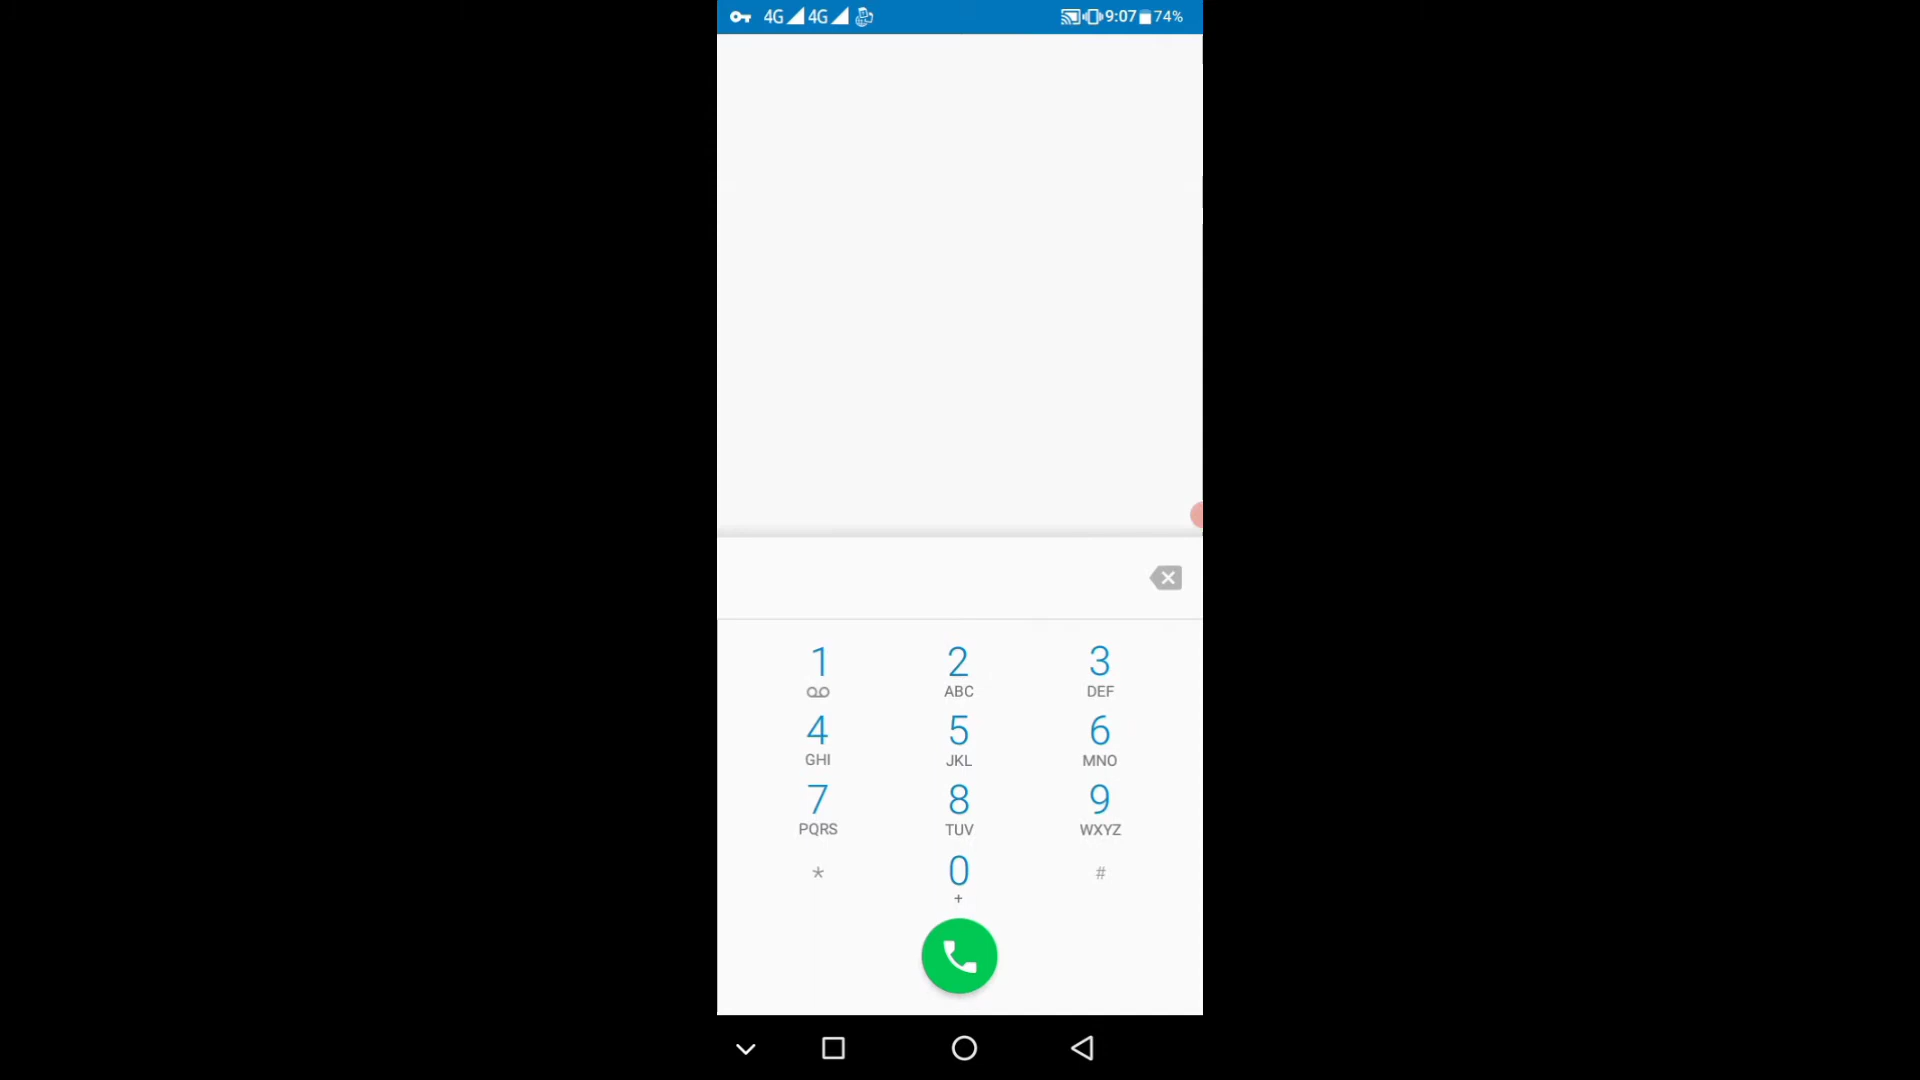 4G 4G 9:07 74%
1 2 3
ABC DEF
4 5 6
GHI JKL MNO
7 8 9
PQRS TUV WXYZ
* 0 #
+